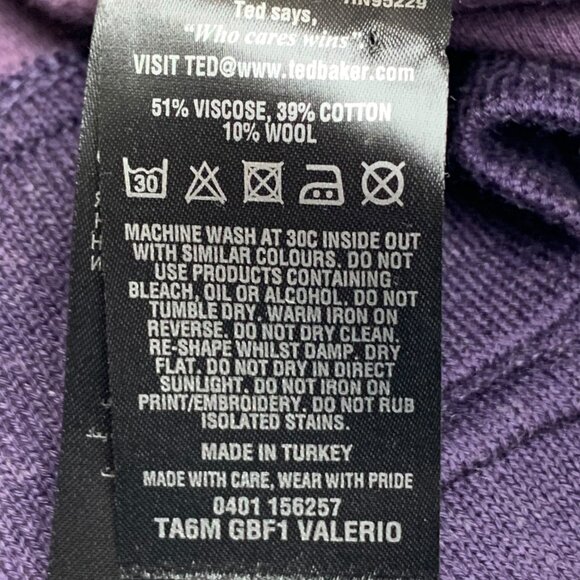 RN95229
Ted says,
"Who cares wins".
VISIT TED@www.tedbaker.com
51% VISCOSE, 39% COTTON
10% WOOL
30
MACHINE WASH AT 30C INSIDE OUT
WITH SIMILAR COLOURS. DO NOT
USE PRODUCTS CONTAINING
BLEACH, OIL OR ALCOHOL. DO NOT
TUMBLE DRY. WARM IRON ON
REVERSE. DO NOT DRY CLEAN.
RE-SHAPE WHILST DAMP. DRY
FLAT. DO NOT DRY IN DIRECT
SUNLIGHT. DO NOT IRON ON
PRINT/EMBROIDERY. DO NOT RUB
ISOLATED STAINS.
MADE IN TURKEY
MADE WITH CARE, WEAR WITH PRIDE
0401 156257
TA6M GBF1 VALERIO